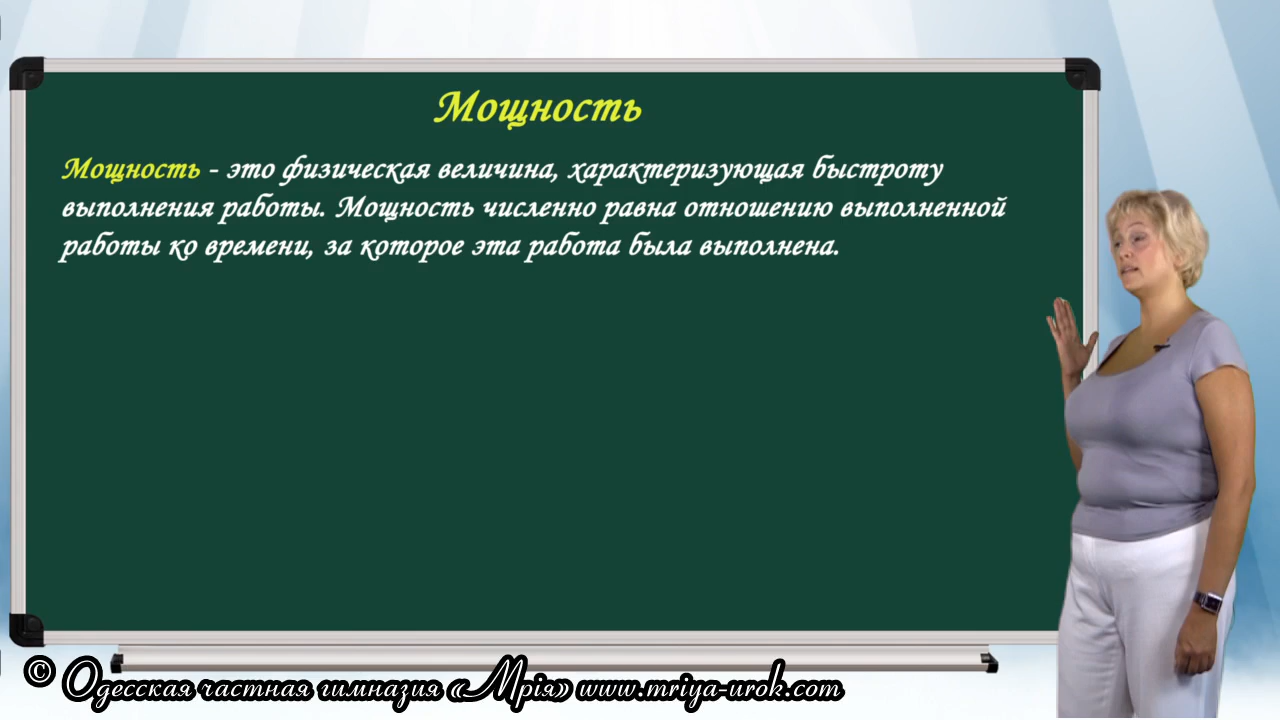 Мощность
Мощность - это физическая величина, характеризующая быстроту
выполнения работы. Мощность численно равна отношению выполненной
работы ко времени, за которое эта работа была выполнена.
© Одесская частная гимназия «Мрія» www.mriya-urok.com